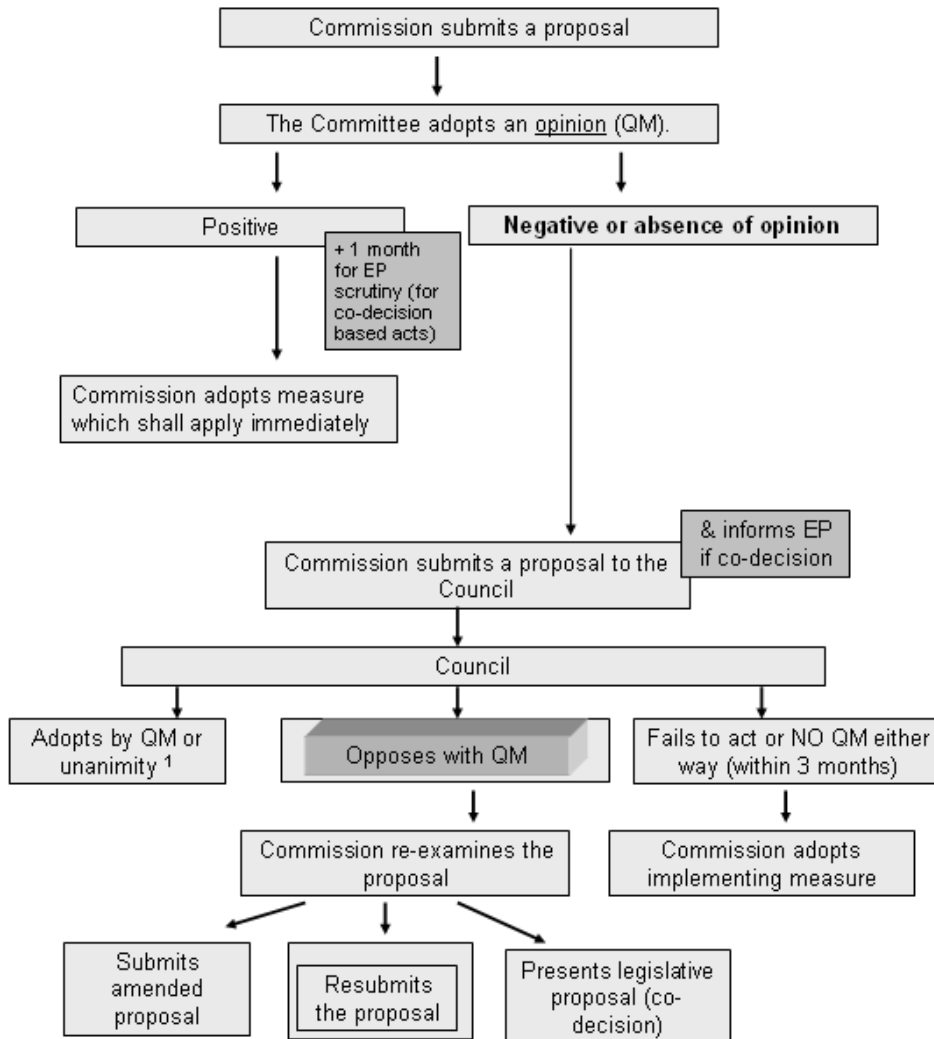 Commission submits a proposal
The Committee adopts an opinion (QM).
Positive
+ 1 month
for EP
scrutiny (for
co-decision
based acts)
Negative or absence of opinion
Commission adopts measure
which shall apply immediately
& informs EP
if co-decision
Commission submits a proposal to the
Council
Council
Adopts by QM or
unanimity ¹
Opposes with QM
Fails to act or NO QM either
way (within 3 months)
Commission re-examines the
proposal
Commission adopts
implementing measure
Submits
amended
proposal
Resubmits
the proposal
Presents legislative
proposal (co-
decision)